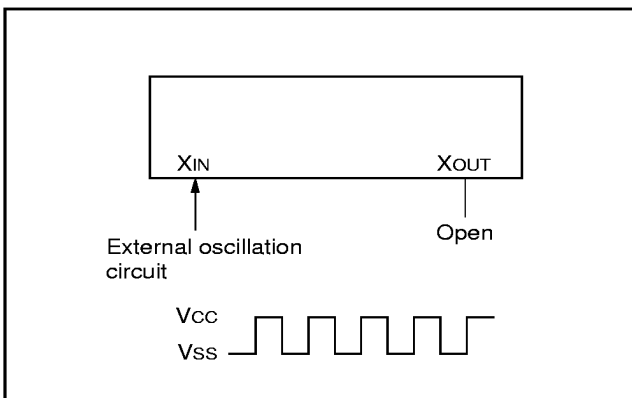 XIN XOUT
External oscillation
circuit
Open
VCC
VSS